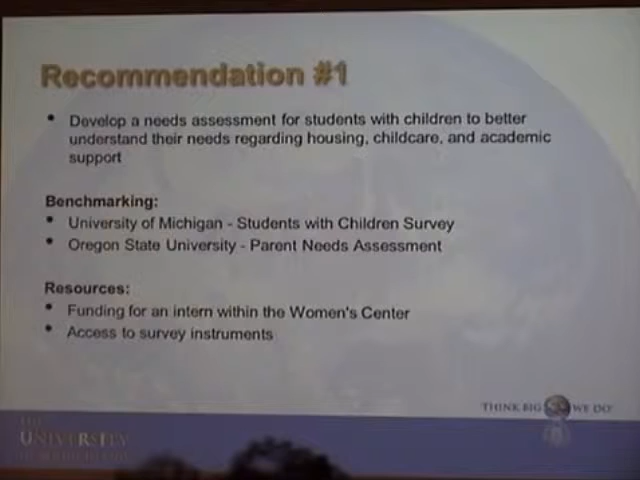 Recommendation #1
• Develop a needs assessment for students with children to better
understand their needs regarding housing, childcare, and academic
support
Benchmarking:
• University of Michigan - Students with Children Survey
• Oregon State University - Parent Needs Assessment
Resources:
• Funding for an intern within the Women's Center
• Access to survey instruments
THINK BIG WE DO
THE
UNIVERSITY